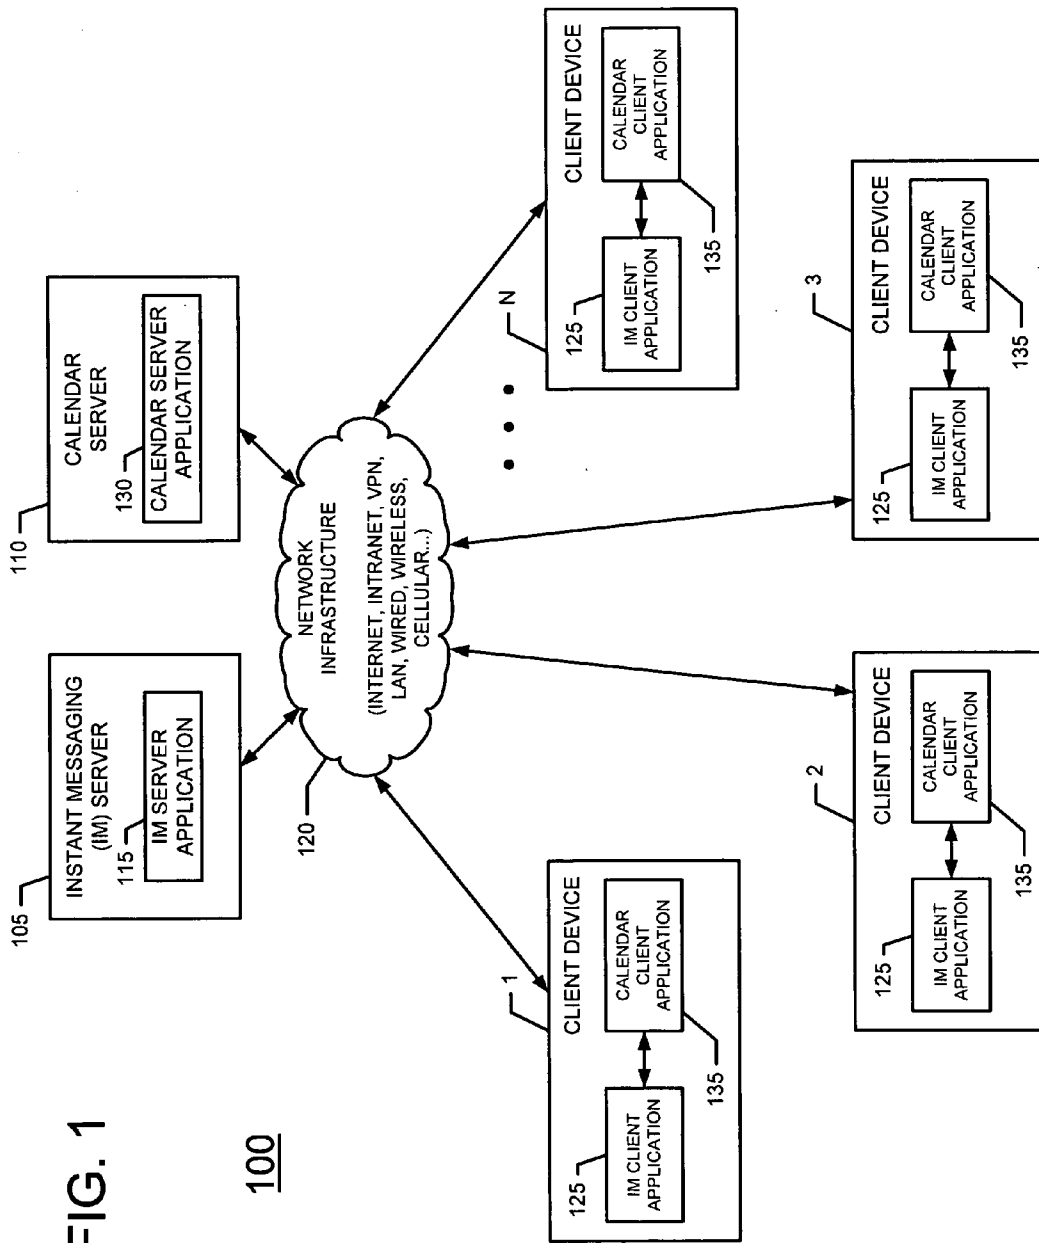 FIG. 1
100
105
INSTANT MESSAGING
(IM) SERVER
115
IM SERVER
APPLICATION
110
CALENDAR
SERVER
130
CALENDAR SERVER
APPLICATION
120
NETWORK
INFRASTRUCTURE
(INTERNET, INTRANET, VPN,
LAN, WIRED, WIRELESS,
CELLULAR...)
1
CLIENT DEVICE
125
IM CLIENT
APPLICATION
CALENDAR
CLIENT
APPLICATION
135
2
CLIENT DEVICE
125
IM CLIENT
APPLICATION
CALENDAR
CLIENT
APPLICATION
135
3
CLIENT DEVICE
125
IM CLIENT
APPLICATION
CALENDAR
CLIENT
APPLICATION
135
N
CLIENT DEVICE
125
IM CLIENT
APPLICATION
CALENDAR
CLIENT
APPLICATION
135